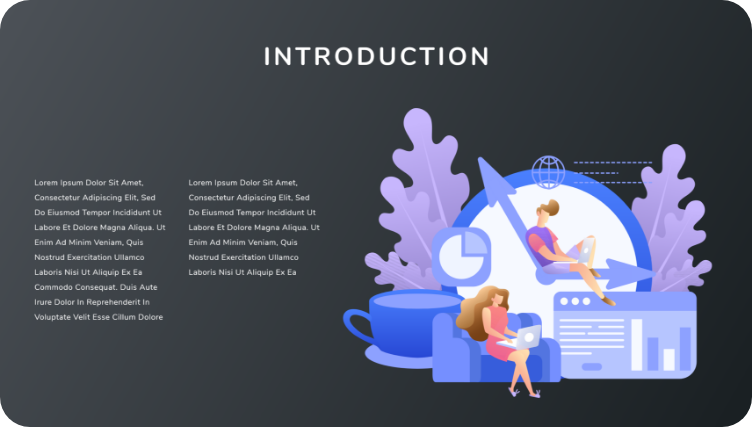 INTRODUCTION
Lorem Ipsum Dolor Sit Amet,
Consectetur Adipiscing Elit, Sed
Do Eiusmod Tempor Incididunt Ut
Labore Et Dolore Magna Aliqua. Ut
Enim Ad Minim Veniam, Quis
Nostrud Exercitation Ullamco
Laboris Nisi Ut Aliquip Ex Ea
Commodo Consequat. Duis Aute
Irure Dolor In Reprehenderit In
Voluptate Velit Esse Cillum Dolore
Lorem Ipsum Dolor Sit Amet,
Consectetur Adipiscing Elit, Sed
Do Eiusmod Tempor Incididunt Ut
Labore Et Dolore Magna Aliqua. Ut
Enim Ad Minim Veniam, Quis
Nostrud Exercitation Ullamco
Laboris Nisi Ut Aliquip Ex Ea